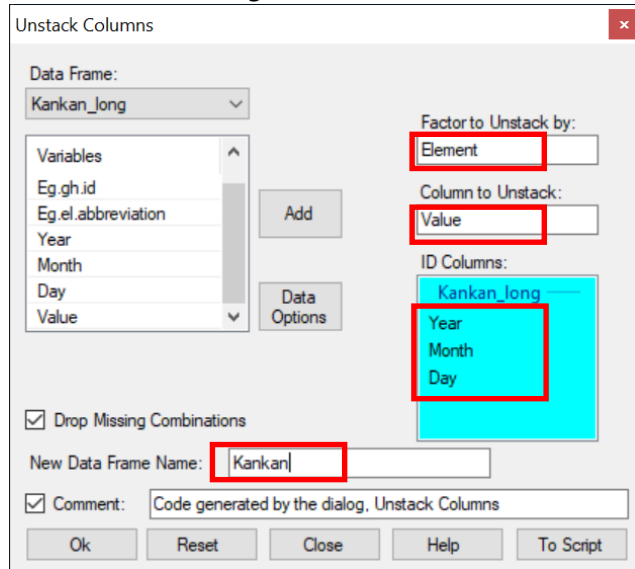 Unstack Columns
Data Frame:
Kankan_long
Factor to Unstack by:
Element
Variables
Eg.gh.id
Eg.el.abbreviation
Year
Month
Day
Value
Add
Data
Options
Column to Unstack:
Value
ID Columns:
Kankan_long
Year
Month
Day
Drop Missing Combinations
New Data Frame Name: Kankan
Comment: Code generated by the dialog, Unstack Columns
Ok Reset Close Help To Script